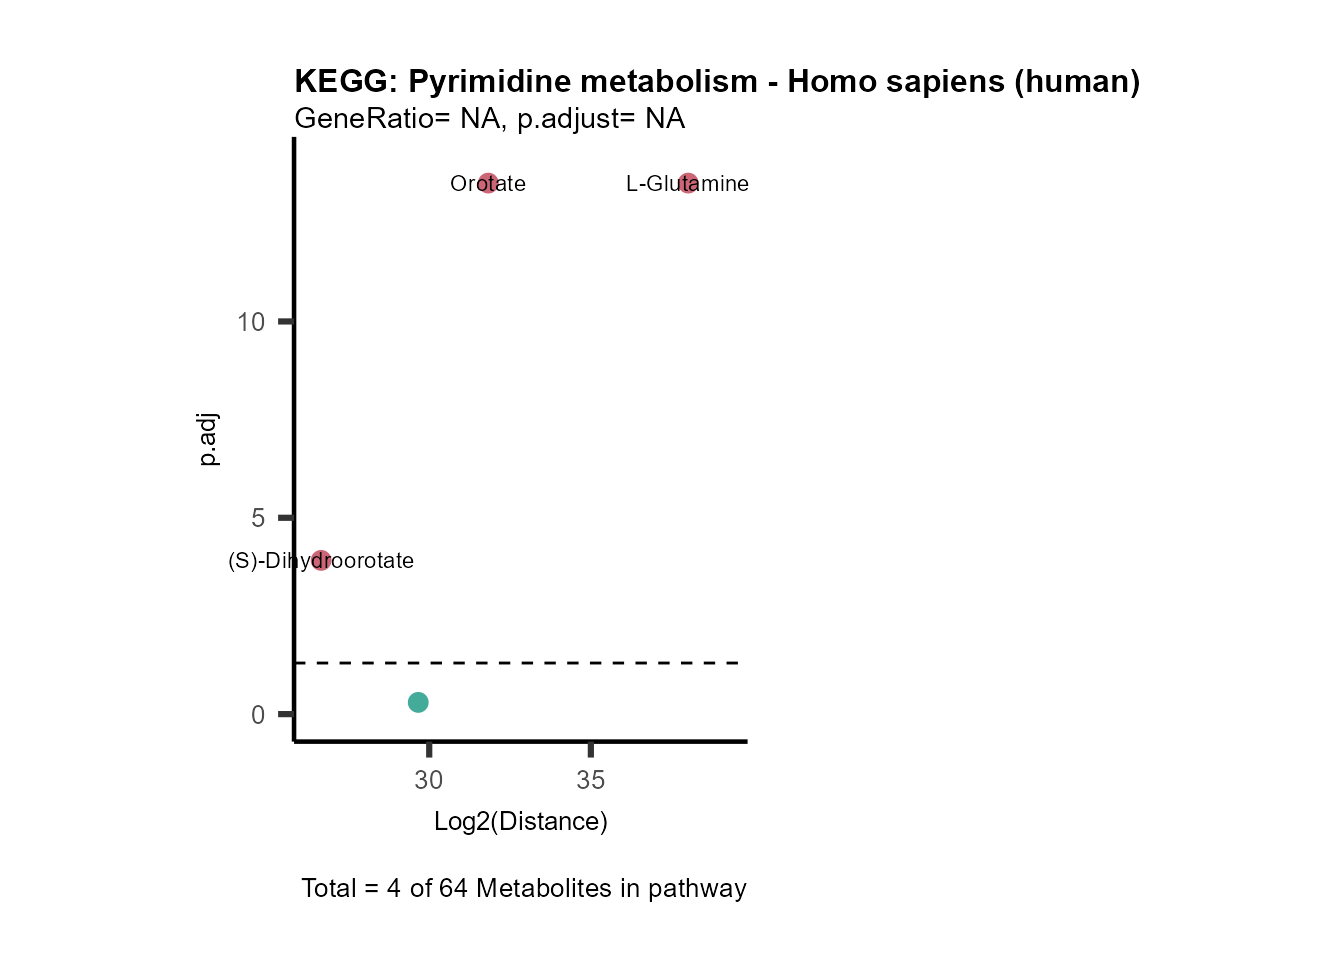 KEGG: Pyrimidine metabolism - Homo sapiens (human)
GeneRatio= NA, p.adjust= NA
Orotate
L-Glutamine
10
p.adj
5
(S)-Dihydroorotate
0
30
35
Log2(Distance)
Total = 4 of 64 Metabolites in pathway